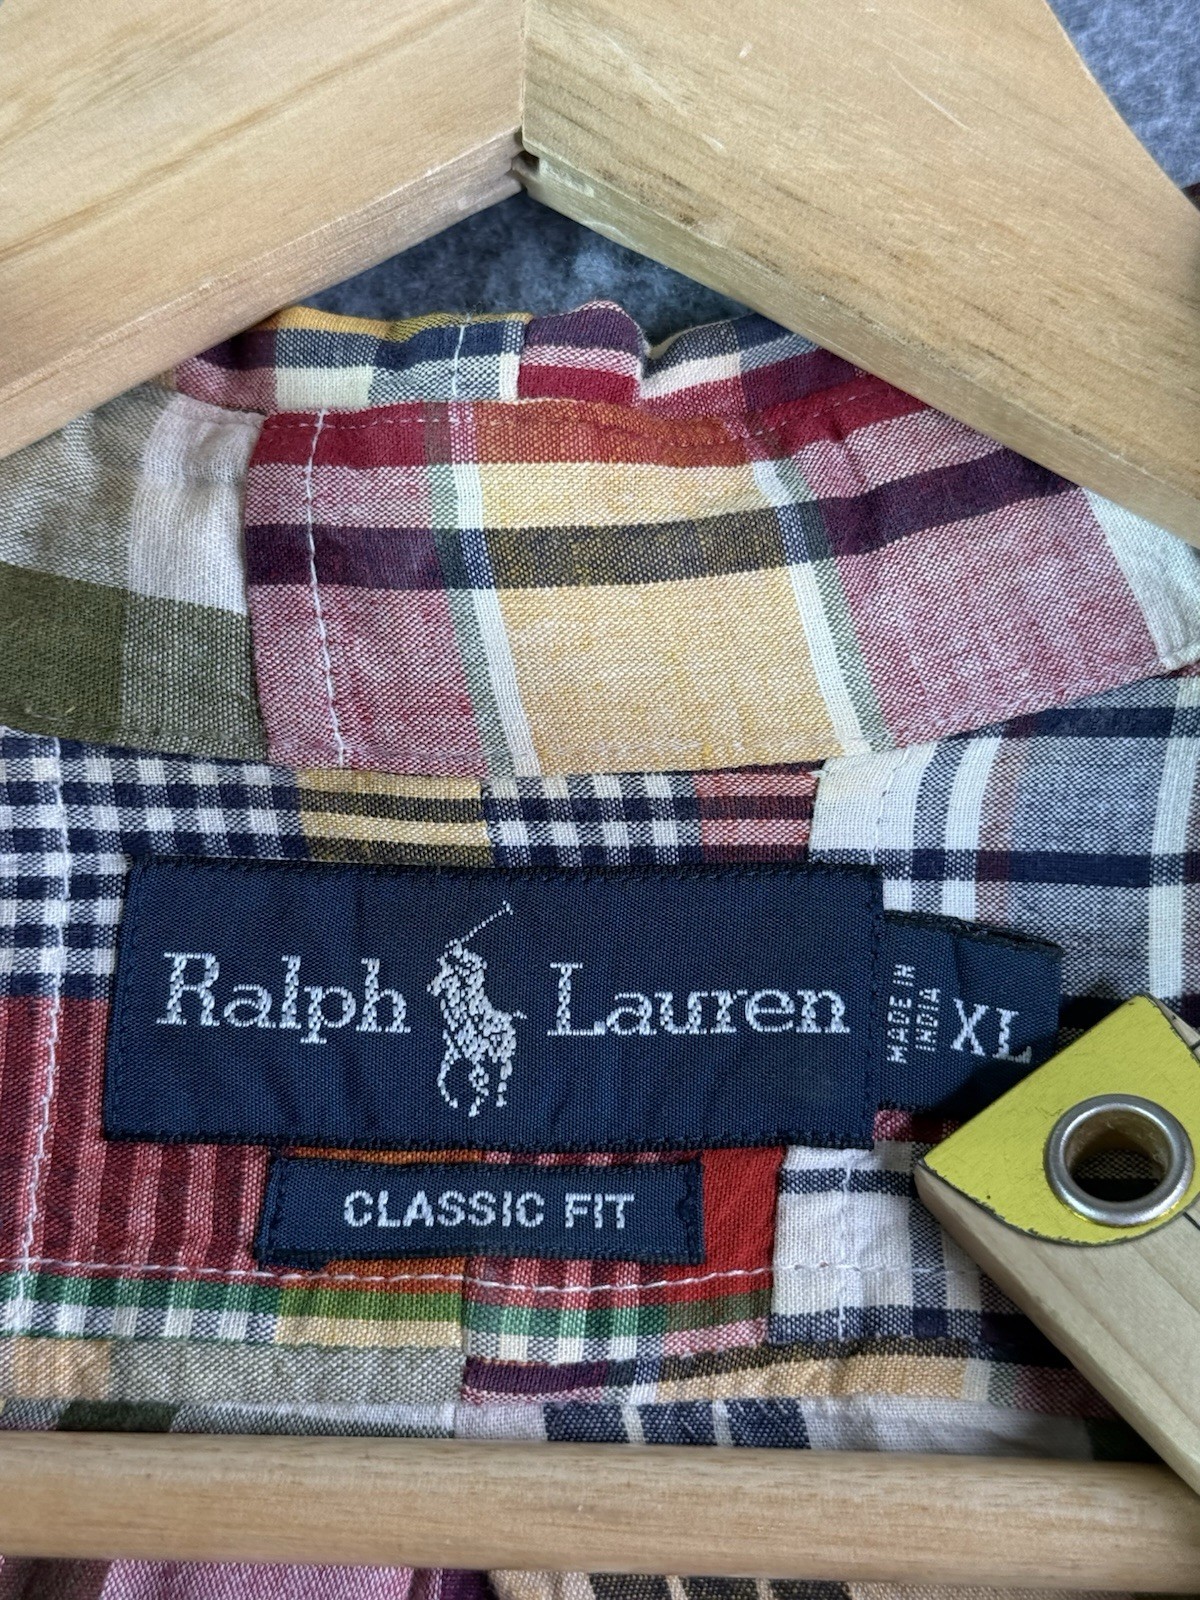 Ralph Lauren
MADE IN
INDIA
XL
CLASSIC FIT